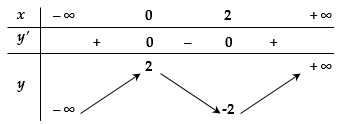 x −∞ 0 2 +∞
y′ + 0 − 0 +
2 +∞
y
−∞ -2